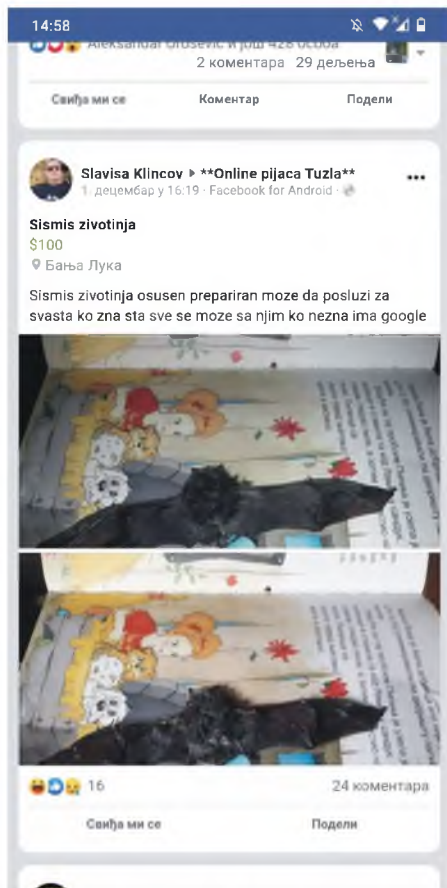 14:58
Aleksandar Urosevic и још 428 особа
2 коментара 29 дељења
Свиђа ми се Коментар Подели
Slavisa Klincov ▸ **Online pijaca Tuzla**
1. децембар у 16:19 · Facebook for Android ·
Sismis zivotinja
$100
Бања Лука
Sismis zivotinja osusen prepariran moze da posluzi za
svasta ko zna sta sve se moze sa njim ko nezna ima google
16 24 коментара
Свиђа ми се Подели